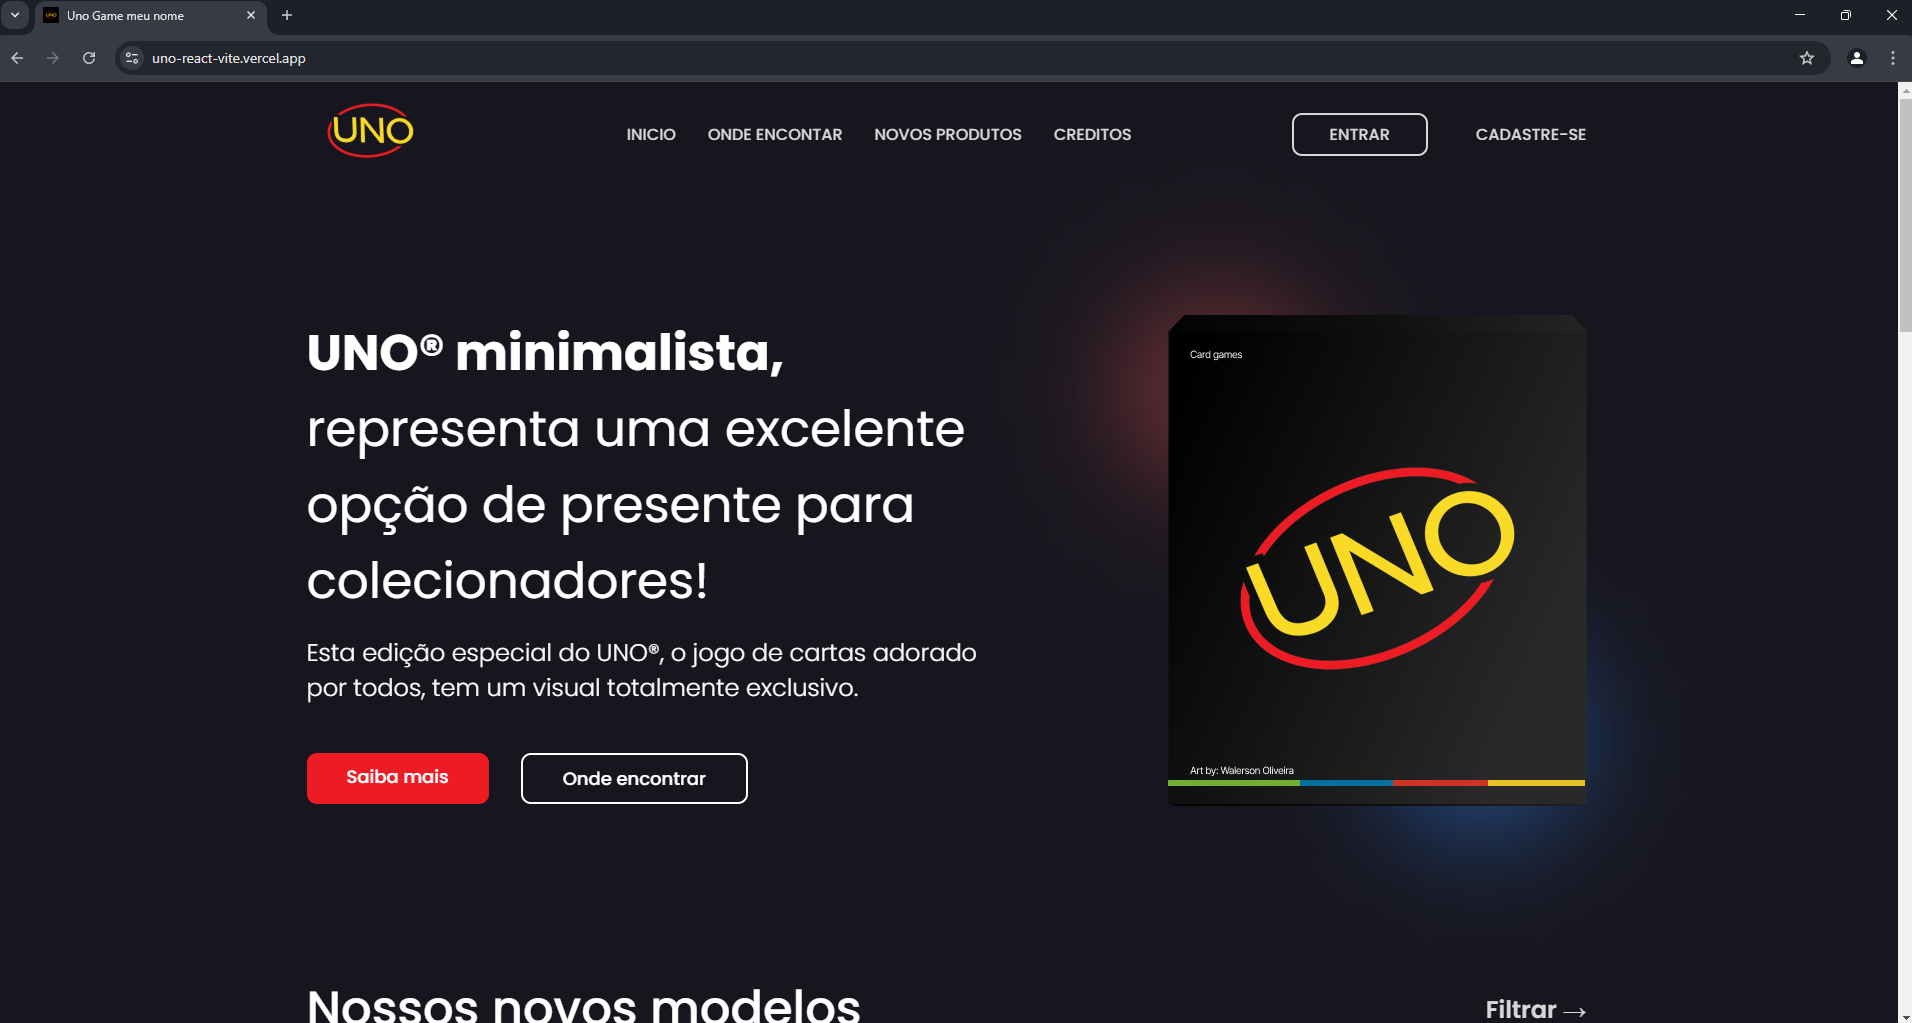 Uno Game meu nome
uno-react-vite.vercel.app
UNO
INICIO
ONDE ENCONTAR
NOVOS PRODUTOS
CREDITOS
ENTRAR
CADASTRE-SE
UNO® minimalista,
representa uma excelente
opção de presente para
colecionadores!
Esta edição especial do UNO®, o jogo de cartas adorado
por todos, tem um visual totalmente exclusivo.
Saiba mais
Onde encontrar
Card games
UNO
Art by: Walerson Oliveira
Nossos novos modelos
Filtrar →